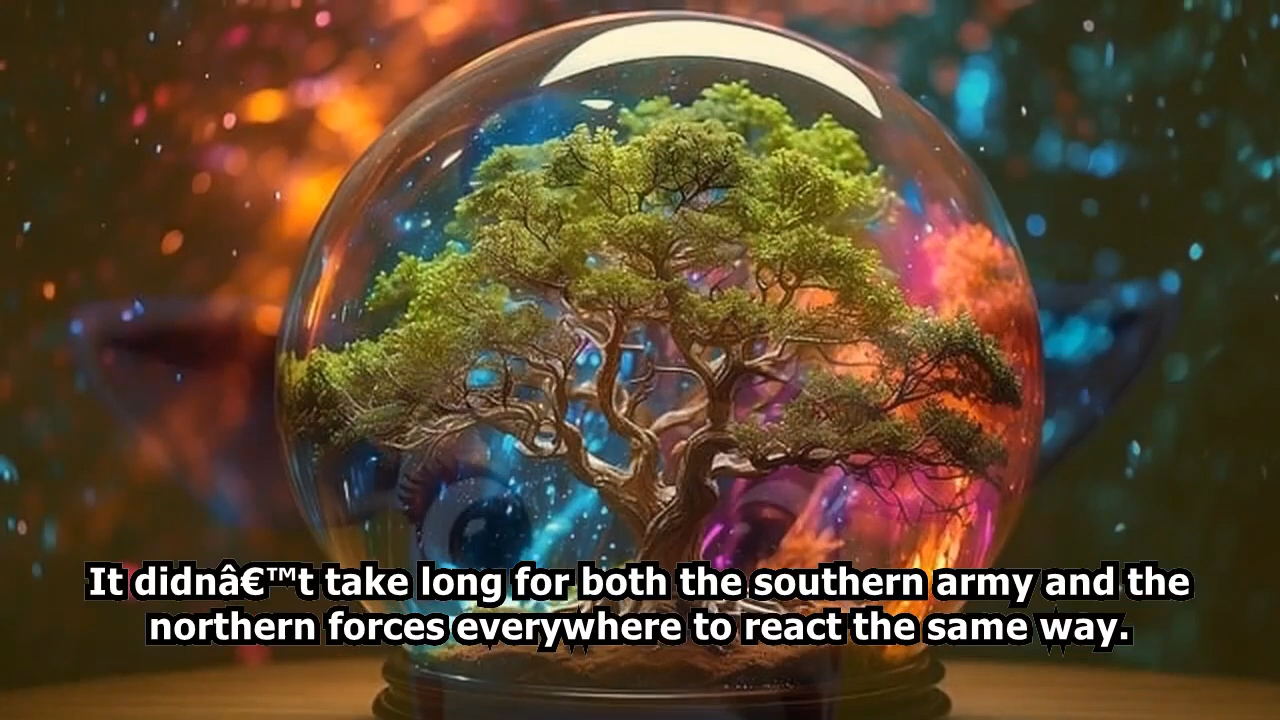 It didnâ€™t take long for both the southern army and the
northern forces everywhere to react the same way.